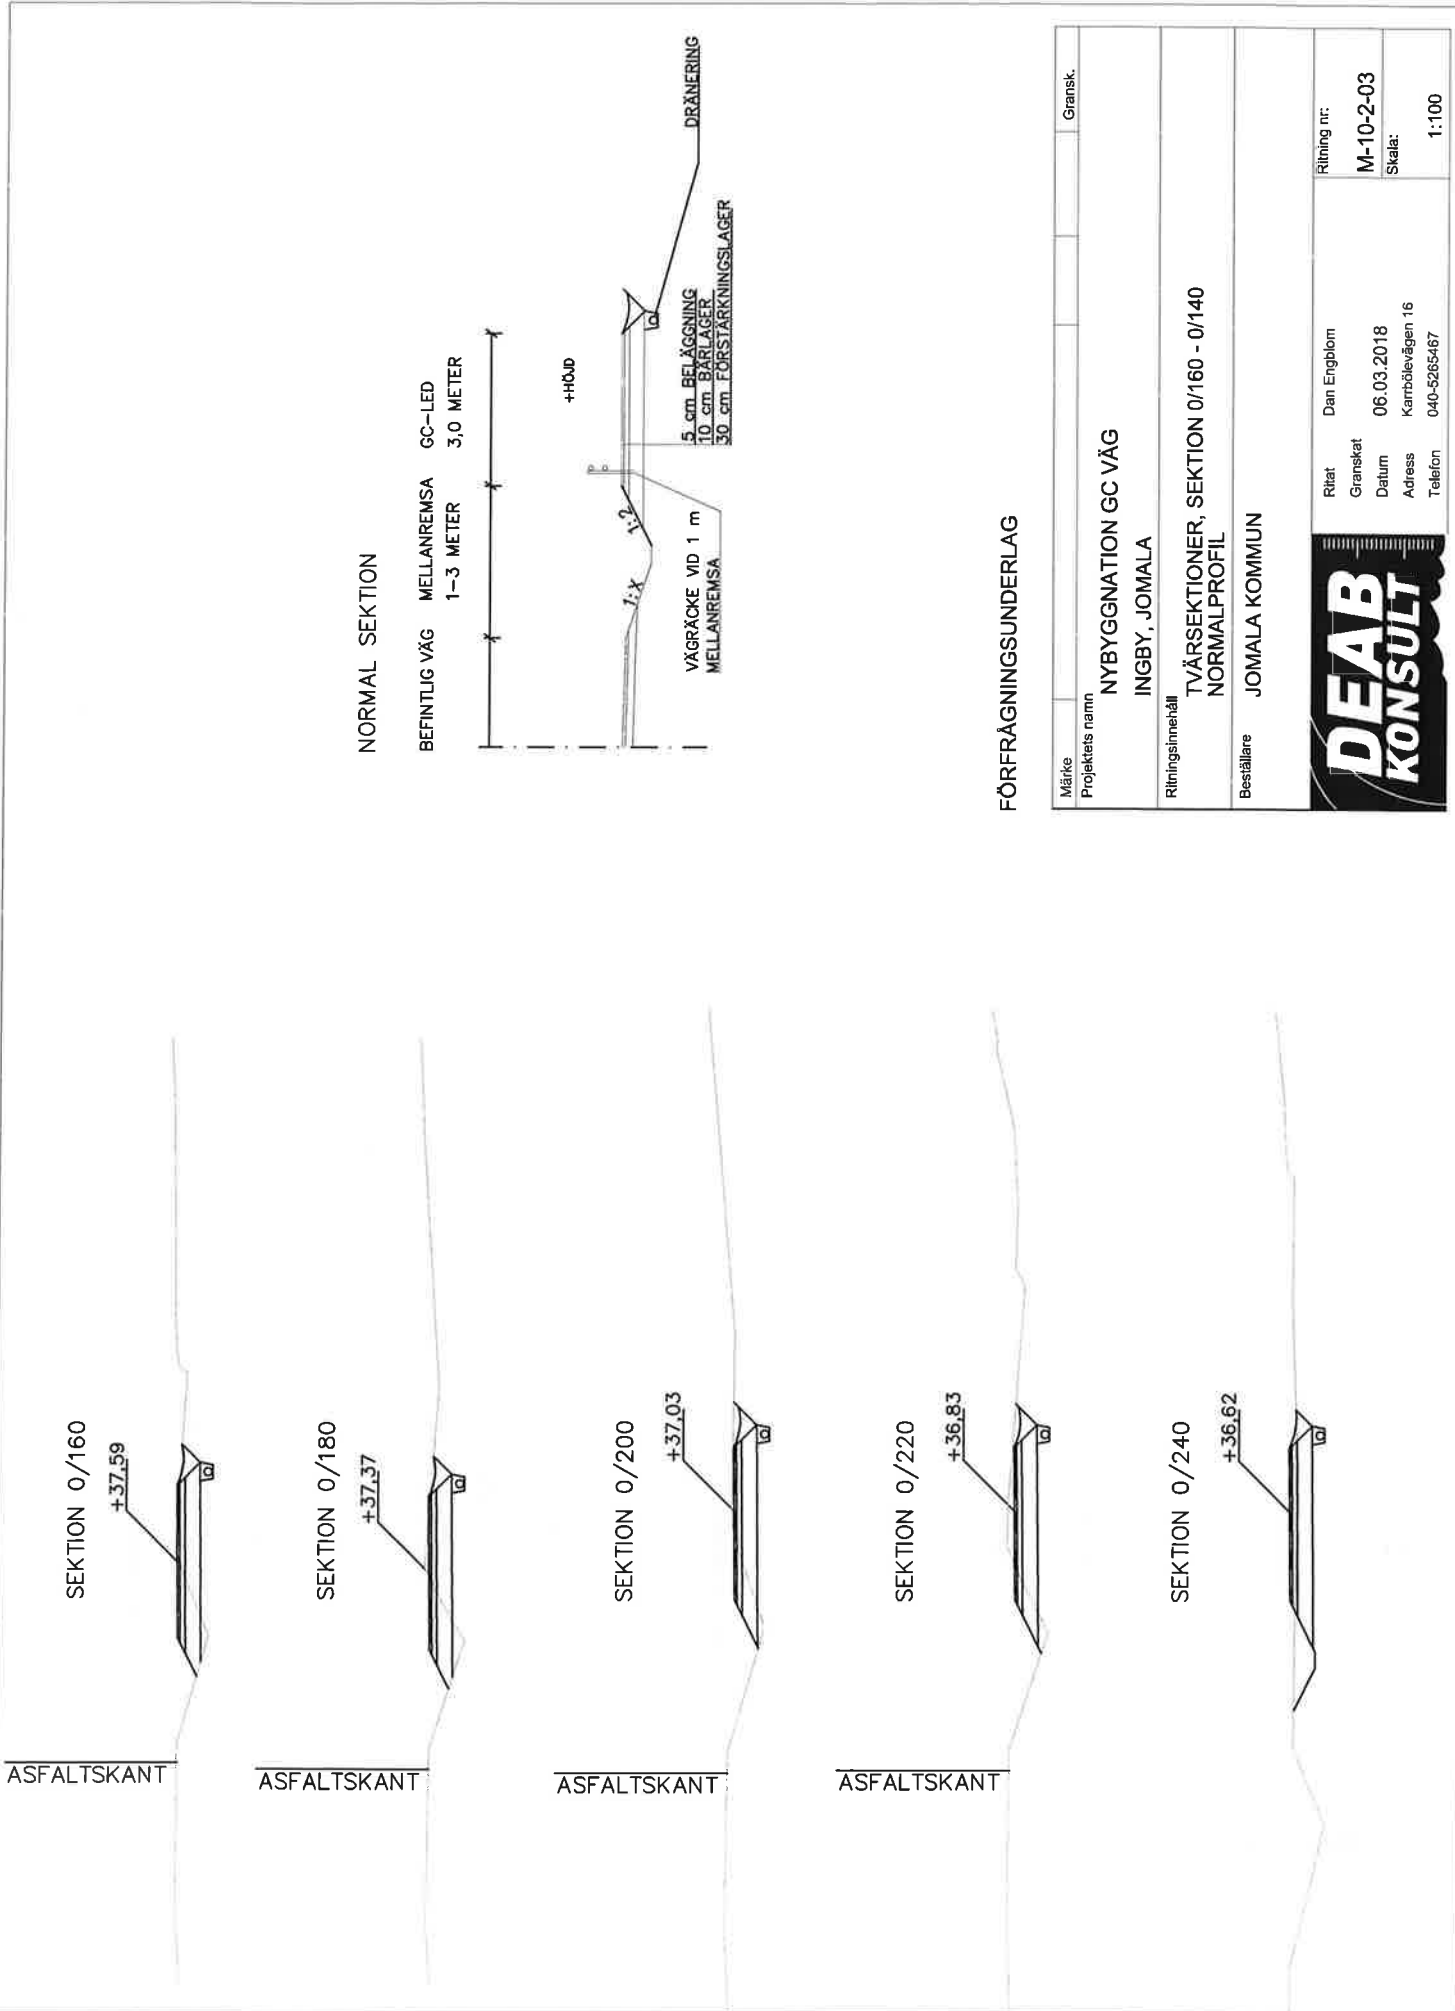 SEKTION 0/160
+37,59
ASFALTSKANT
SEKTION 0/180
+37,37
ASFALTSKANT
SEKTION 0/200
+37,03
ASFALTSKANT
SEKTION 0/220
+36,83
ASFALTSKANT
SEKTION 0/240
+36,62
NORMAL SEKTION
BEFINTLIG VÄG MELLANREMSA GC-LED
1-3 METER 3,0 METER
+HÖJD
1:X
1:2
DRÄNERING
5 cm BELÄGGNING
10 cm BÄRLAGER
30 cm FÖRSTÄRKNINGSLAGER
VÄGRÄCKE VID 1 m
MELLANREMSA
FÖRFRÅGNINGSUNDERLAG
Märke Gransk.
Projektets namn
NYBYGGNATION GC VÄG
INGBY, JOMALA
Ritningsinnehåll
TVÄRSEKTIONER, SEKTION 0/160 - 0/140
NORMALPROFIL
Beställare JOMALA KOMMUN
DEAB
KONSULT
Ritat Dan Engblom
Granskat
Datum 06.03.2018
Adress Karrbölevägen 16
Telefon 040-5265467
Ritning nr:
M-10-2-03
Skala:
1:100